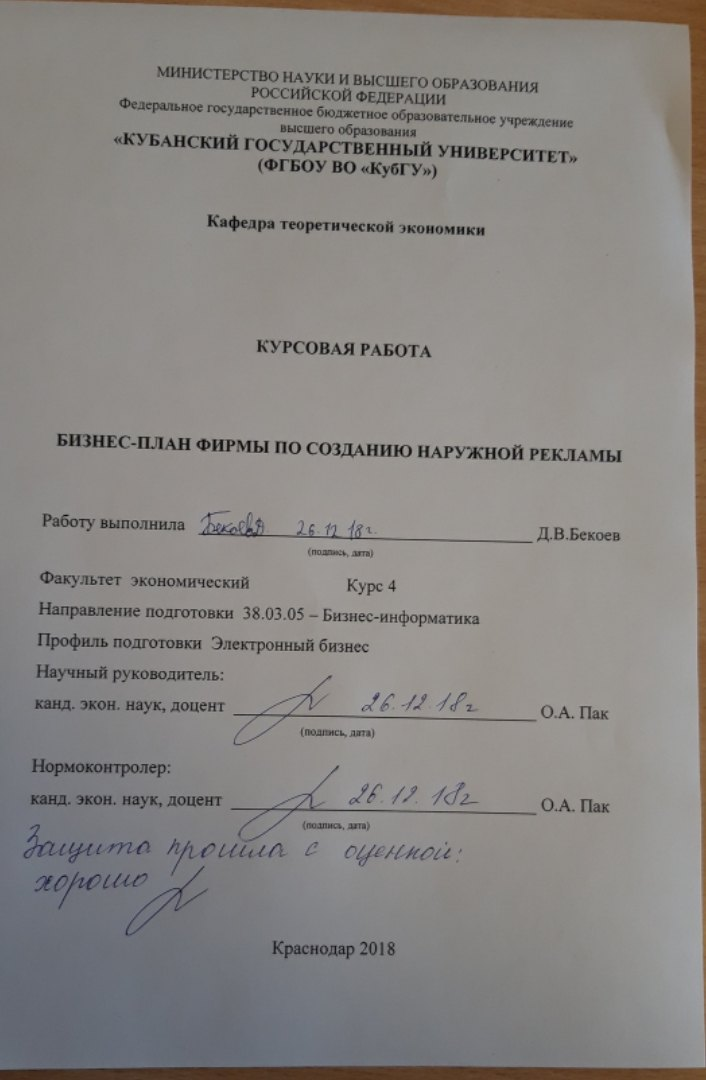 МИНИСТЕРСТВО НАУКИ И ВЫСШЕГО ОБРАЗОВАНИЯ
РОССИЙСКОЙ ФЕДЕРАЦИИ
Федеральное государственное бюджетное образовательное учреждение
высшего образования
«КУБАНСКИЙ ГОСУДАРСТВЕННЫЙ УНИВЕРСИТЕТ»
(ФГБОУ ВО «КубГУ»)
Кафедра теоретической экономики
КУРСОВАЯ РАБОТА
БИЗНЕС-ПЛАН ФИРМЫ ПО СОЗДАНИЮ НАРУЖНОЙ РЕКЛАМЫ
Работу выполнила 26.12.18г. Д.В.Бекоев
(подпись, дата)
Факультет экономический Курс 4
Направление подготовки 38.03.05 – Бизнес-информатика
Профиль подготовки Электронный бизнес
Научный руководитель:
канд. экон. наук, доцент 26.12.18г О.А. Пак
(подпись, дата)
Нормоконтролер:
канд. экон. наук, доцент 26.12.18г О.А. Пак
(подпись, дата)
Защита прошла с оценкой:
хорошо
Краснодар 2018